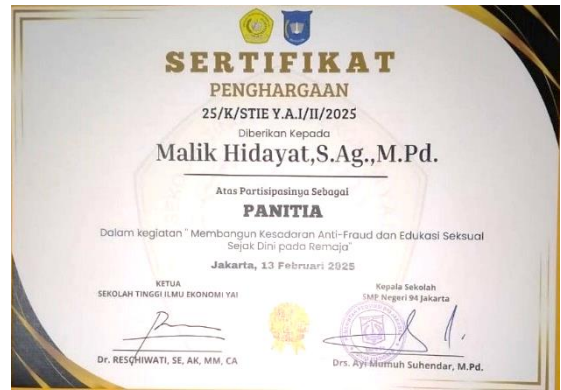 SERTIFIKAT
PENGHARGAAN
25/K/STIE Y.A.I/II/2025
Diberikan Kepada
Malik Hidayat,S.Ag.,M.Pd.
Atas Partisipasinya Sebagai
PANITIA
Dalam kegiatan " Membangun Kesadaran Anti-Fraud dan Edukasi Seksual
Sejak Dini pada Remaja"
Jakarta, 13 Februari 2025
KETUA
SEKOLAH TINGGI ILMU EKONOMI YAI
Dr. RESCHIWATI, SE, AK, MM, CA
Kepala Sekolah
SMP Negeri 94 Jakarta
Drs. Ayi Mumuh Suhendar, M.Pd.